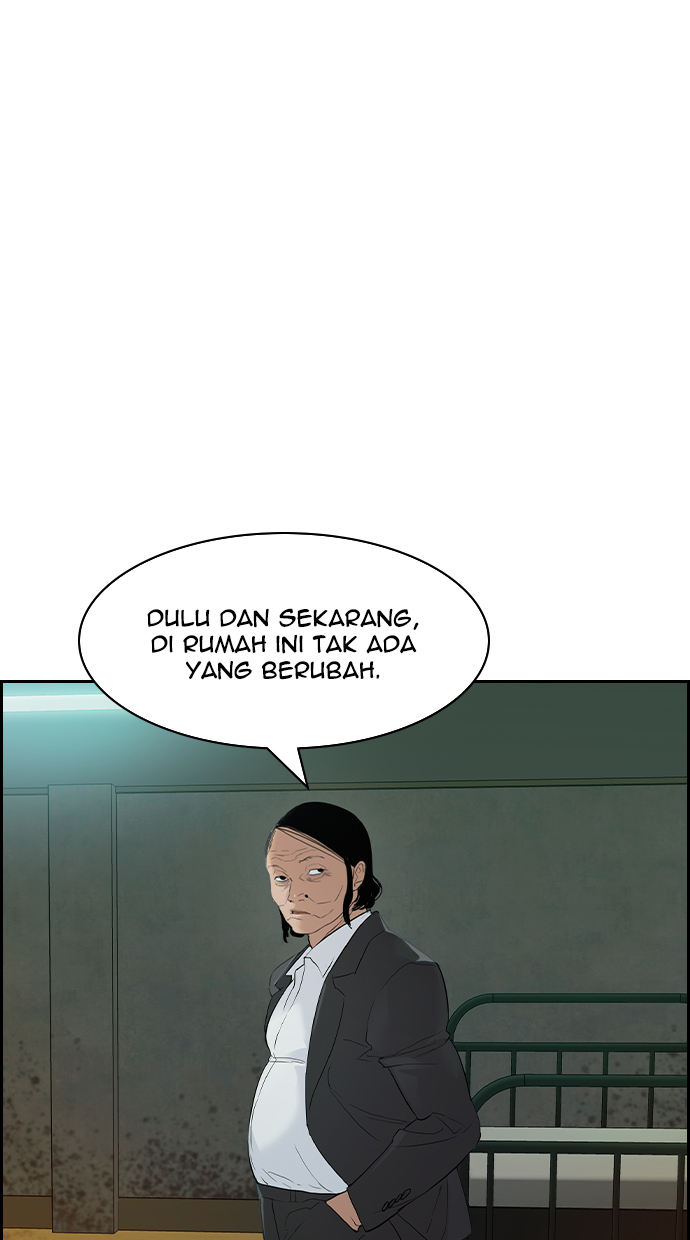 DULU DAN SEKARANG,
DI RUMAH INI TAK ADA
YANG BERUBAH.